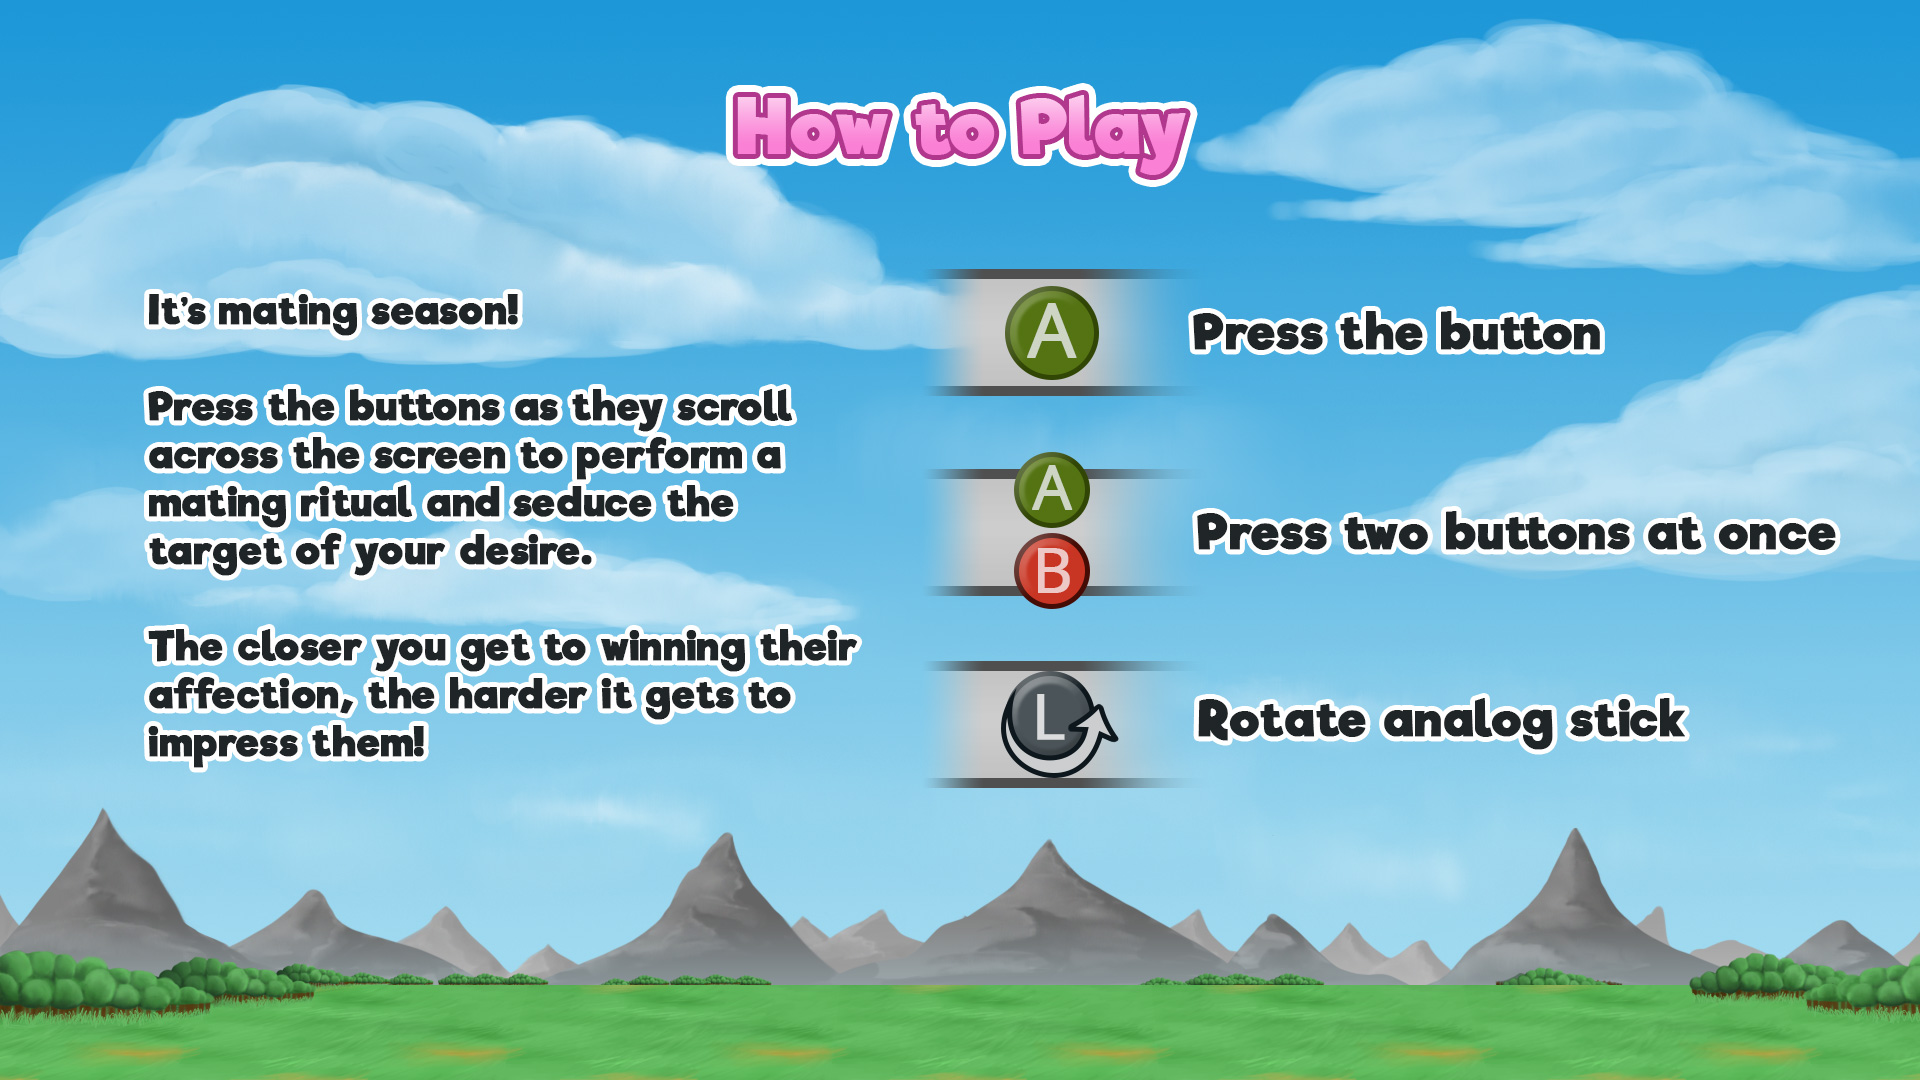 How to Play
It's mating season!
Press the buttons as they scroll
across the screen to perform a
mating ritual and seduce the
target of your desire.
The closer you get to winning their
affection, the harder it gets to
impress them!
A
Press the button
A
B
Press two buttons at once
L
Rotate analog stick